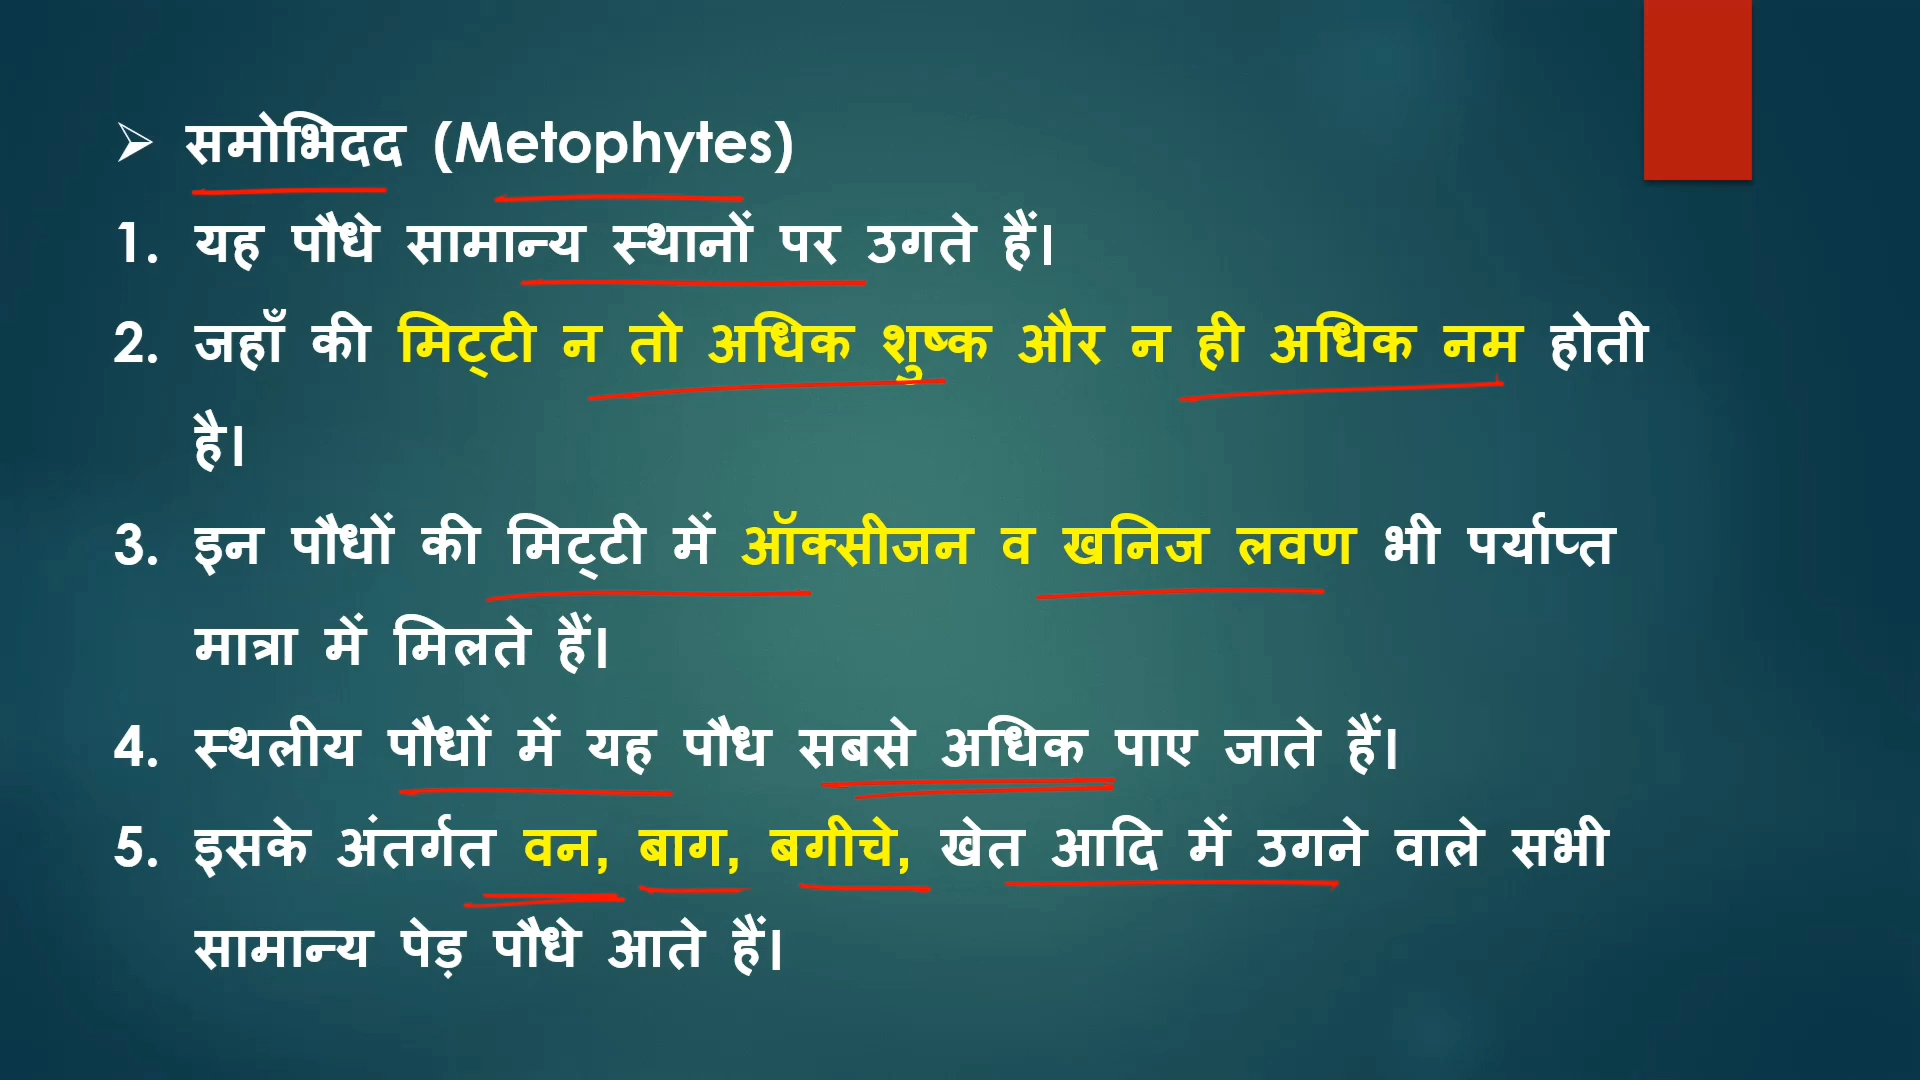 ➢ समोभिदद (Metophytes)
1. यह पौधे सामान्य स्थानों पर उगते हैं।
2. जहाँ की मिट्टी न तो अधिक शुष्क और न ही अधिक नम होती
है।
3. इन पौधों की मिट्टी में ऑक्सीजन व खनिज लवण भी पर्याप्त
मात्रा में मिलते हैं।
4. स्थलीय पौधों में यह पौध सबसे अधिक पाए जाते हैं।
5. इसके अंतर्गत वन, बाग, बगीचे, खेत आदि में उगने वाले सभी
सामान्य पेड़ पौधे आते हैं।